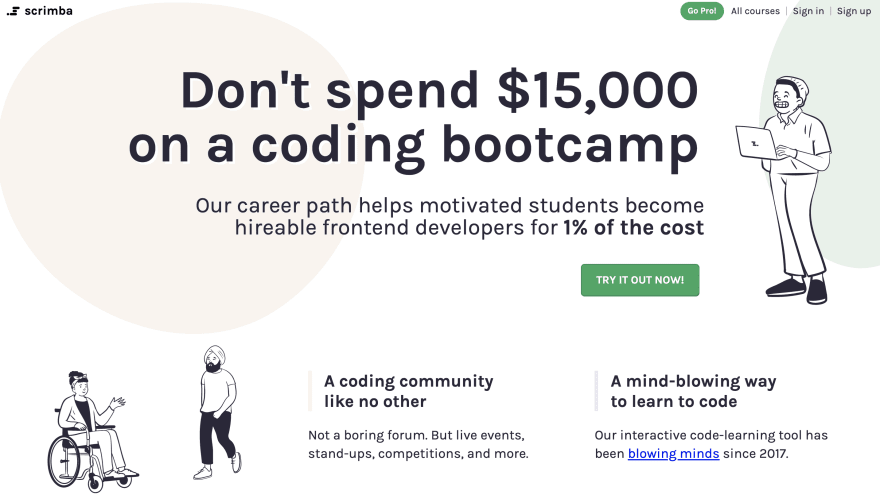 scrimba
Go Pro!
All courses
Sign in
Sign up
Don't spend $15,000
on a coding bootcamp
Our career path helps motivated students become
hireable frontend developers for 1% of the cost
TRY IT OUT NOW!
A coding community
like no other
Not a boring forum. But live events,
stand-ups, competitions, and more.
A mind-blowing way
to learn to code
Our interactive code-learning tool has
been blowing minds since 2017.